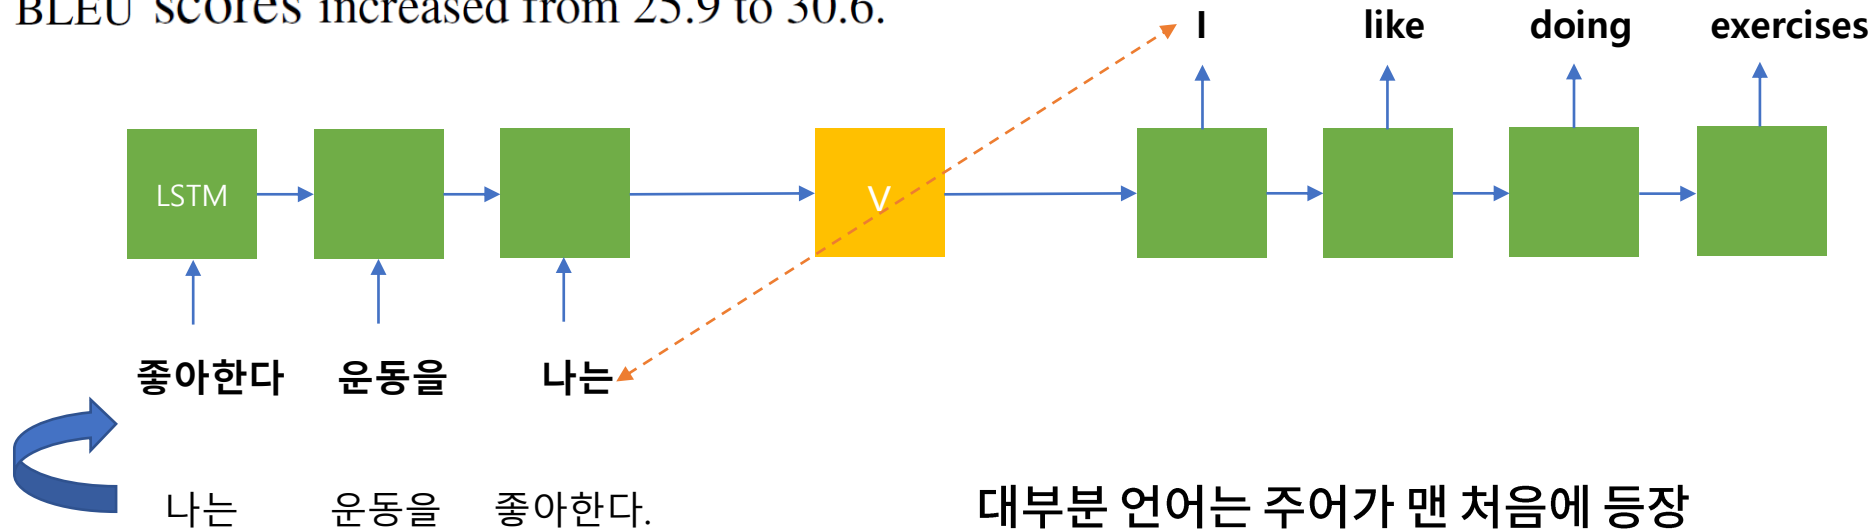 BLEU scores increased from 25.9 to 30.6.
I like doing exercises
LSTM
V
좋아한다 운동을 나는
나는 운동을 좋아한다.
대부분 언어는 주어가 맨 처음에 등장